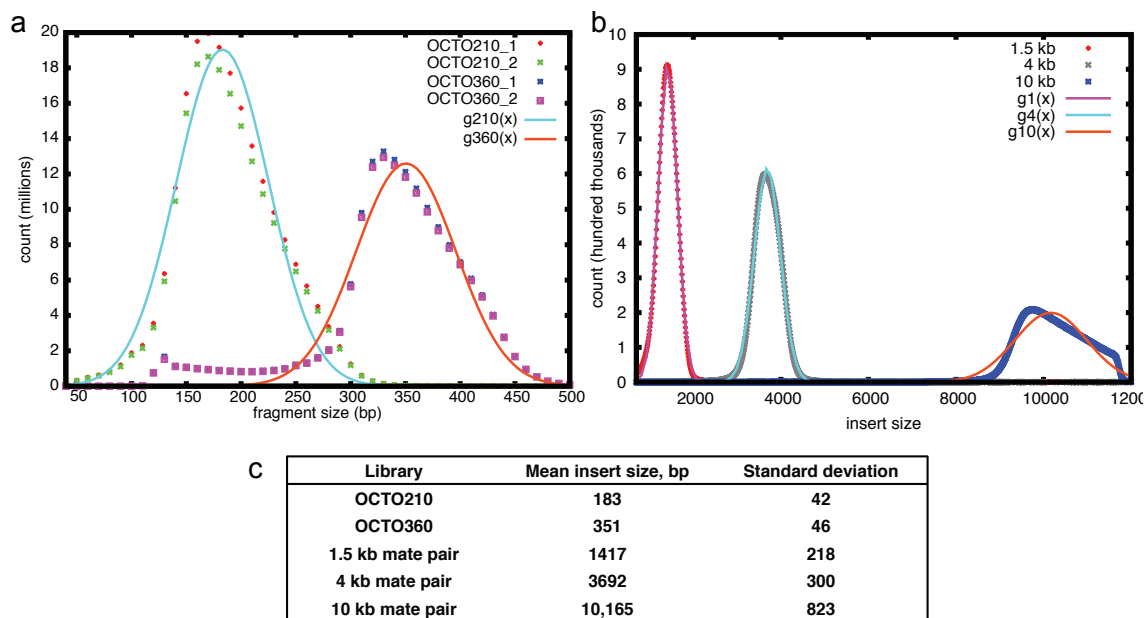 a
20
18
16
14
12
10
8
6
4
2
0
count (millions)
50 100 150 200 250 300 350 400 450 500
fragment size (bp)
OCTO210_1
OCTO210_2
OCTO360_1
OCTO360_2
g210(x)
g360(x)
b
10
9
8
7
6
5
4
3
2
1
0
count (hundred thousands)
2000 4000 6000 8000 10000 1200
insert size
1.5 kb
4 kb
10 kb
g1(x)
g4(x)
g10(x)
c
Library Mean insert size, bp Standard deviation
OCTO210 183 42
OCTO360 351 46
1.5 kb mate pair 1417 218
4 kb mate pair 3692 300
10 kb mate pair 10,165 823